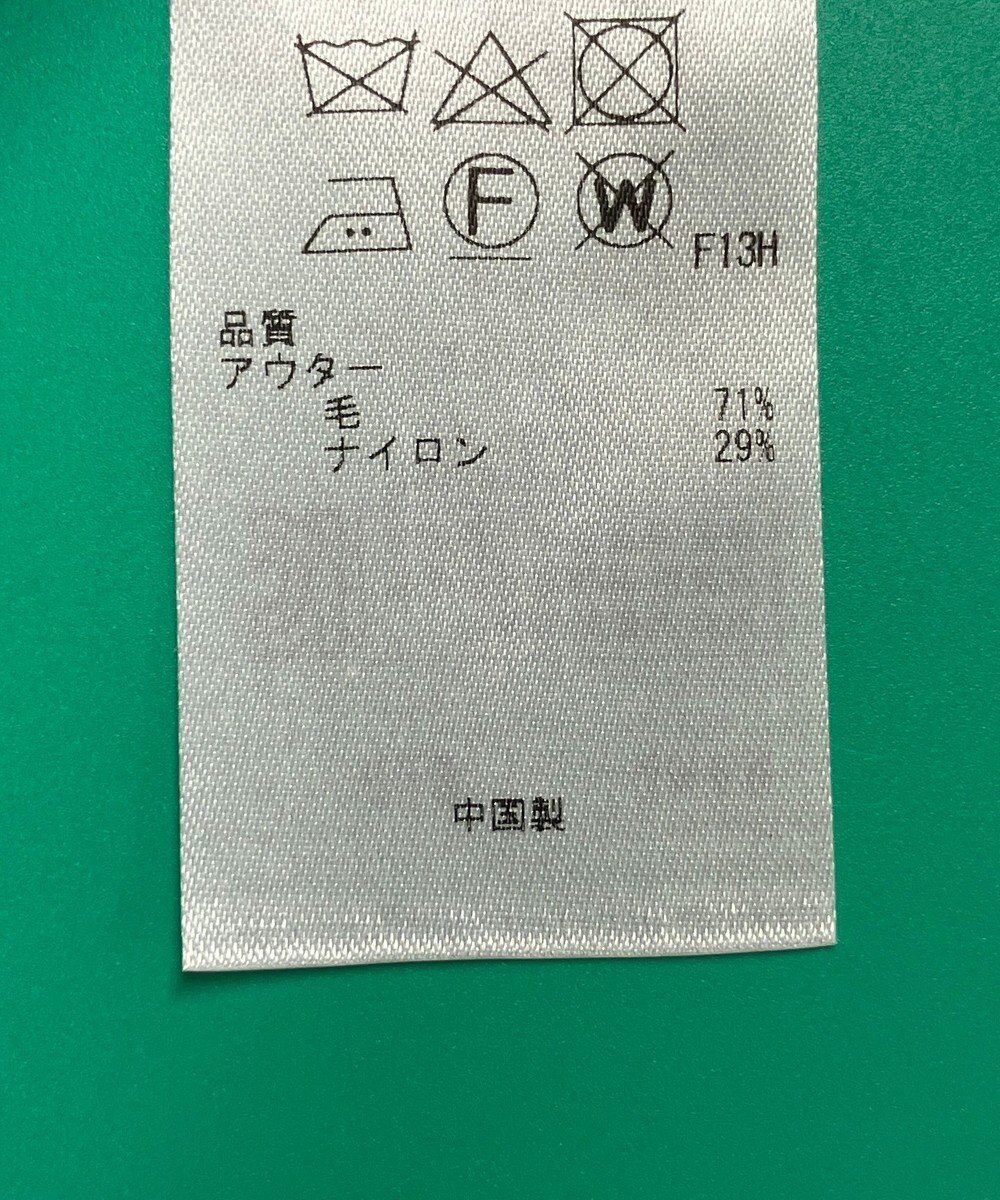 F W F13H
品質
アウター
毛 71%
ナイロン 29%
中国製